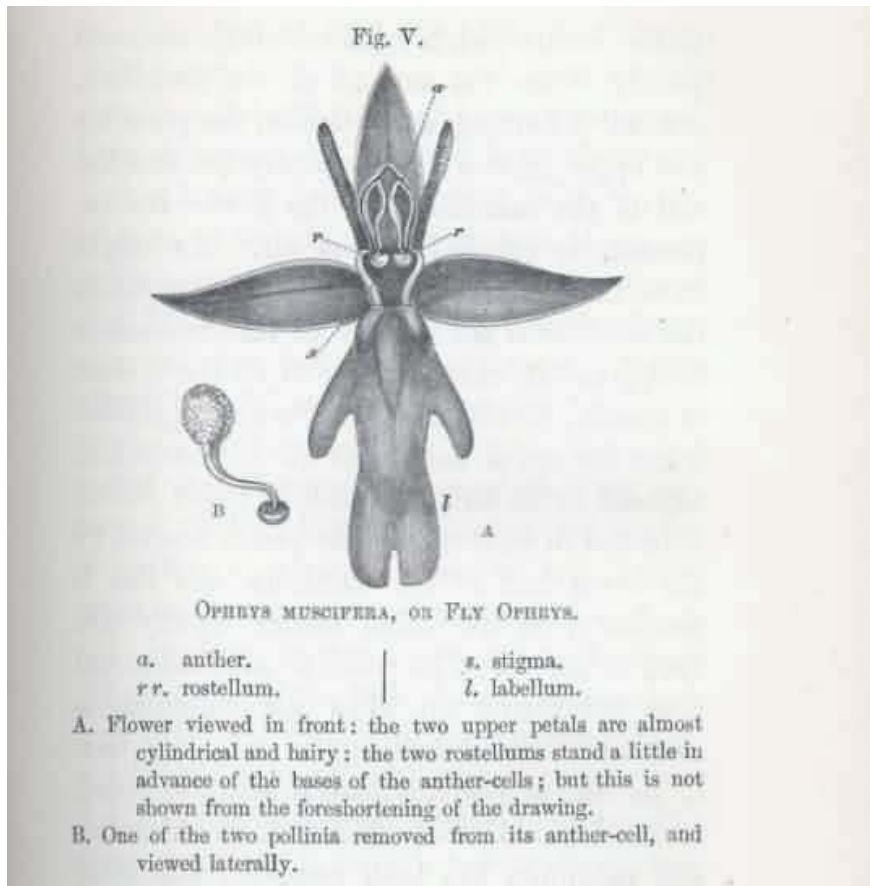 Fig. V.
a
r r
s
B
l
A
OPHRYS MUSCIFERA, OR FLY OPHRYS.
a. anther. s. stigma.
r r. rostellum. l. labellum.
A. Flower viewed in front: the two upper petals are almost
cylindrical and hairy: the two rostellums stand a little in
advance of the bases of the anther-cells; but this is not
shown from the foreshortening of the drawing.
B. One of the two pollinia removed from its anther-cell, and
viewed laterally.